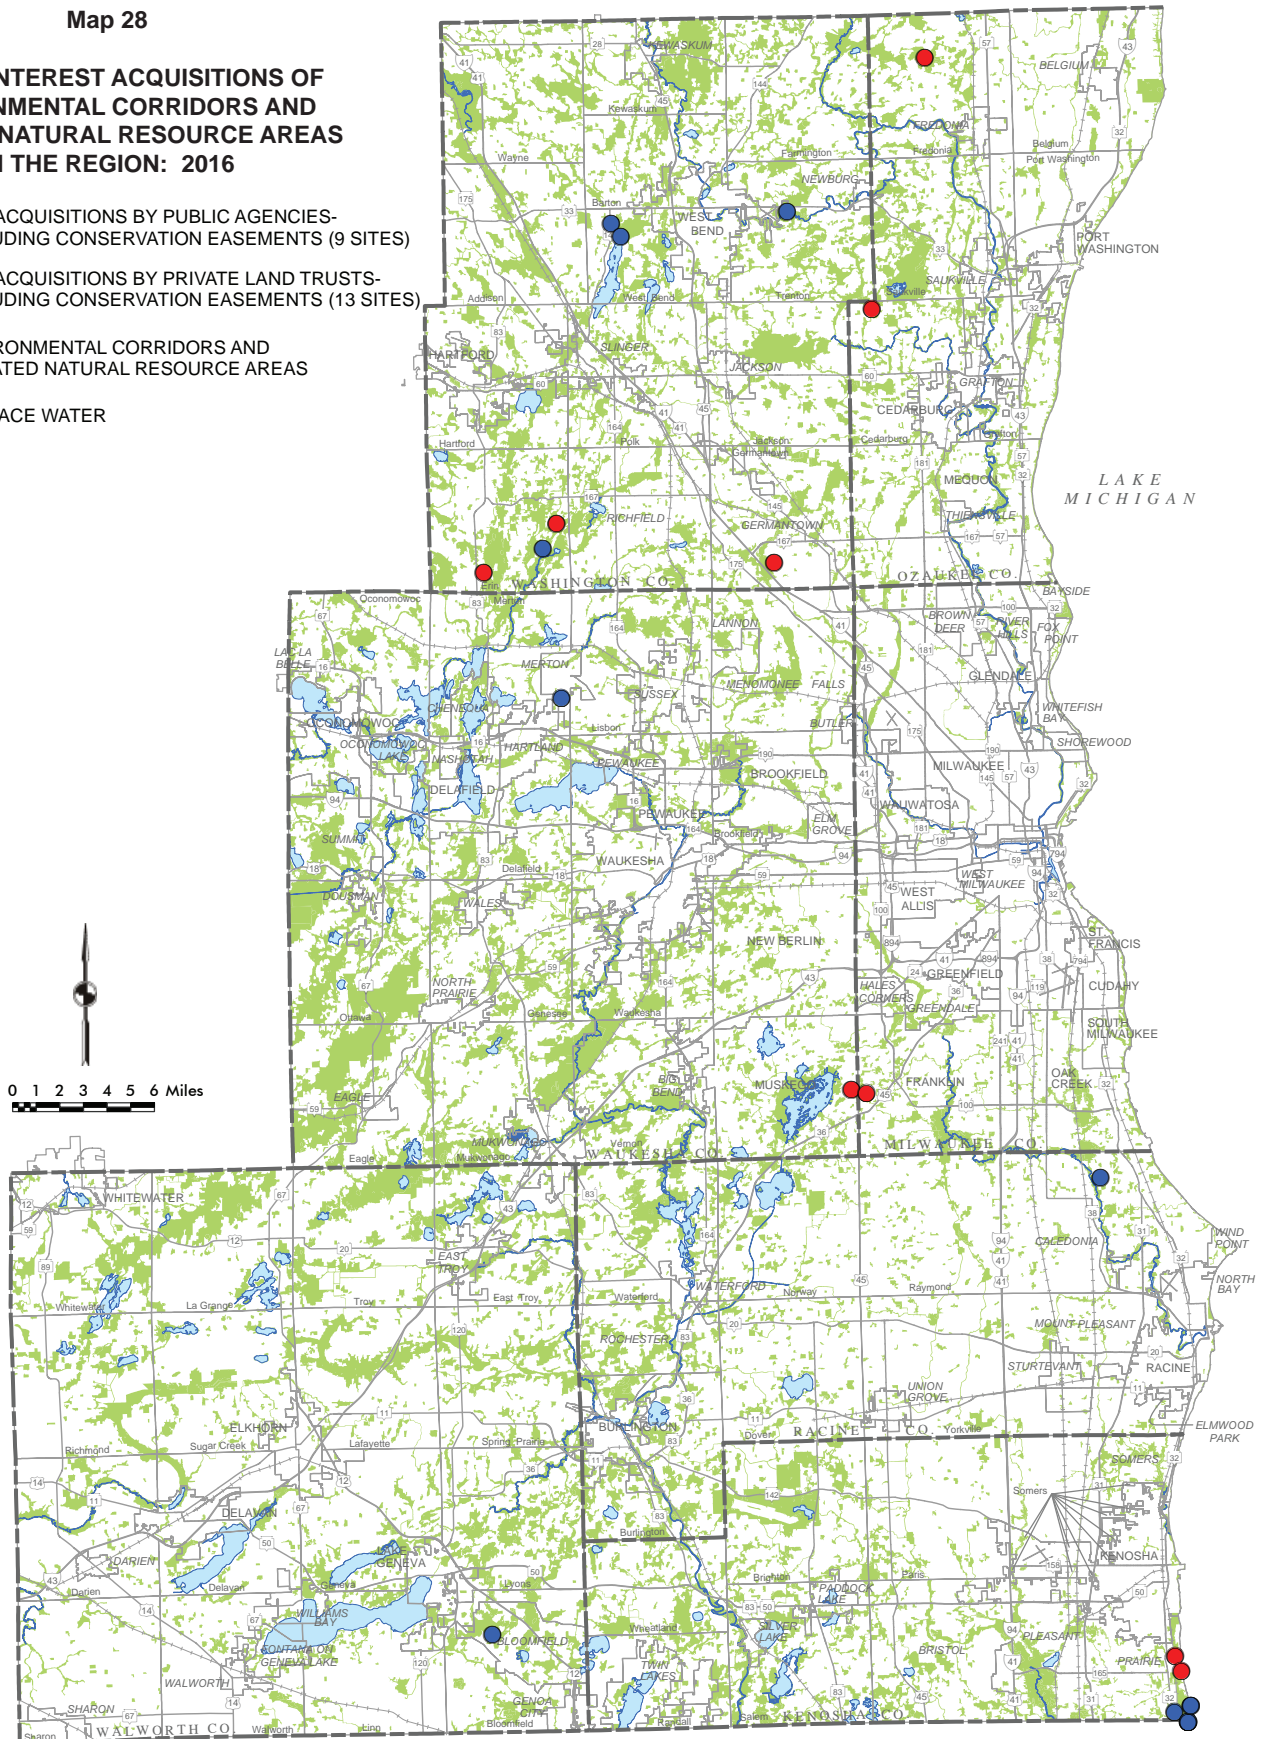 Map 28
NTEREST ACQUISITIONS OF
NMENTAL CORRIDORS AND
NATURAL RESOURCE AREAS
THE REGION: 2016
ACQUISITIONS BY PUBLIC AGENCIES-
UDING CONSERVATION EASEMENTS (9 SITES)
ACQUISITIONS BY PRIVATE LAND TRUSTS-
UDING CONSERVATION EASEMENTS (13 SITES)
RONMENTAL CORRIDORS AND
ATED NATURAL RESOURCE AREAS
ACE WATER
KEWASKUM
BELGIUM
Kewaskum
FREDONIA
Wayne
Farmington
Fredonia
Belgium
Port Washington
NEWBURG
Barton
WEST
BEND
PORT
WASHINGTON
SAUKVILLE
Addison
West Bend
Trenton
HARTFORD
SLINGER
JACKSON
GRAFTON
CEDARBURG
Hartford
Polk
Jackson
Germantown
Cedarburg
Grafton
MEQUON
LAKE
MICHIGAN
RICHFIELD
GERMANTOWN
THIENSVILLE
Erin
WASHINGTON CO.
OZAUKEE CO.
Oconomowoc
Merton
BAYSIDE
LANNON
BROWN
DEER
RIVER
HILLS
FOX
POINT
LAC LA
BELLE
MERTON
SUSSEX
MENOMONEE FALLS
GLENDALE
CHENEQUA
OCONOMOWOC
WHITEFISH
BAY
Lisbon
BUTLER
OCONOMOWOC
LAKE
HARTLAND
NASHOTAH
SHOREWOOD
PEWAUKEE
BROOKFIELD
MILWAUKEE
DELAFIELD
WAUWATOSA
PEWAUKEE
ELM
GROVE
SUMMIT
Brookfield
WAUKESHA
Delafield
WEST
MILWAUKEE
DOUSMAN
WALES
WEST
ALLIS
NEW BERLIN
ST.
FRANCIS
NORTH
PRAIRIE
GREENFIELD
HALES
CORNERS
CUDAHY
GREENDALE
Ottawa
Genesee
Waukesha
SOUTH
MILWAUKEE
0 1 2 3 4 5 6 Miles
EAGLE
BIG
BEND
MUSKEGO
FRANKLIN
OAK
CREEK
MUKWONAGO
Vernon
MILWAUKEE CO.
Eagle
Mukwonago
WAUKESHA CO.
WHITEWATER
EAST
TROY
CALEDONIA
WIND
POINT
NORTH
BAY
Whitewater
La Grange
Troy
East Troy
Waterford
WATERFORD
Norway
Raymond
ROCHESTER
MOUNT PLEASANT
STURTEVANT
RACINE
UNION
GROVE
ELKHORN
BURLINGTON
ELMWOOD
PARK
Richmond
Sugar Creek
Lafayette
Spring Prairie
Dover
RACINE CO.
Yorkville
SOMERS
Somers
DELAVAN
Burlington
DARIEN
LAKE
GENEVA
KENOSHA
Darien
Delavan
Geneva
Lyons
Brighton
Paris
PADDOCK
LAKE
WILLIAMS
BAY
FONTANA ON
GENEVA LAKE
BLOOMFIELD
Wheatland
SILVER
LAKE
BRISTOL
PLEASANT
PRAIRIE
TWIN
LAKES
WALWORTH
SHARON
GENOA
CITY
Sharon
WALWORTH CO.
Walworth
Linn
Bloomfield
Randall
Salem
KENOSHA CO.